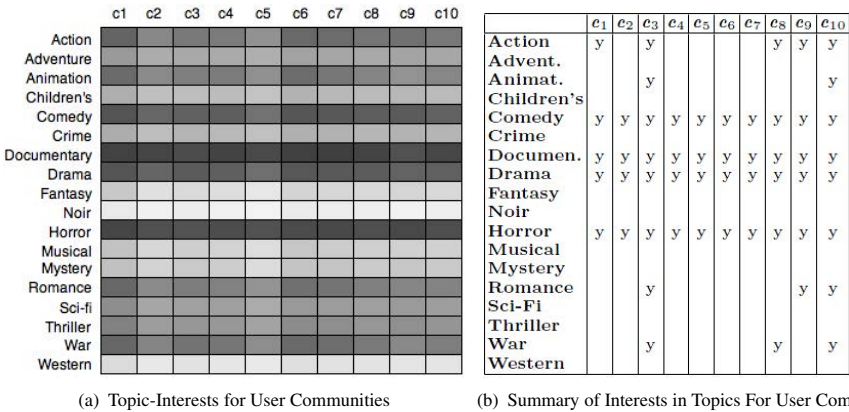 c1 c2 c3 c4 c5 c6 c7 c8 c9 c10
Action
Adventure
Animation
Children's
Comedy
Crime
Documentary
Drama
Fantasy
Noir
Horror
Musical
Mystery
Romance
Sci-fi
Thriller
War
Western
(a) Topic-Interests for User Communities
c1 c2 c3 c4 c5 c6 c7 c8 c9 c10
Action y y y y y
Advent.
Animat. y y
Children's
Comedy y y y y y y y y y y
Crime
Documen. y y y y y y y y y y
Drama y y y y y y y y y y
Fantasy
Noir
Horror y y y y y y y y y y
Musical
Mystery
Romance y y y
Sci-Fi
Thriller
War y y y
Western
(b) Summary of Interests in Topics For User Com